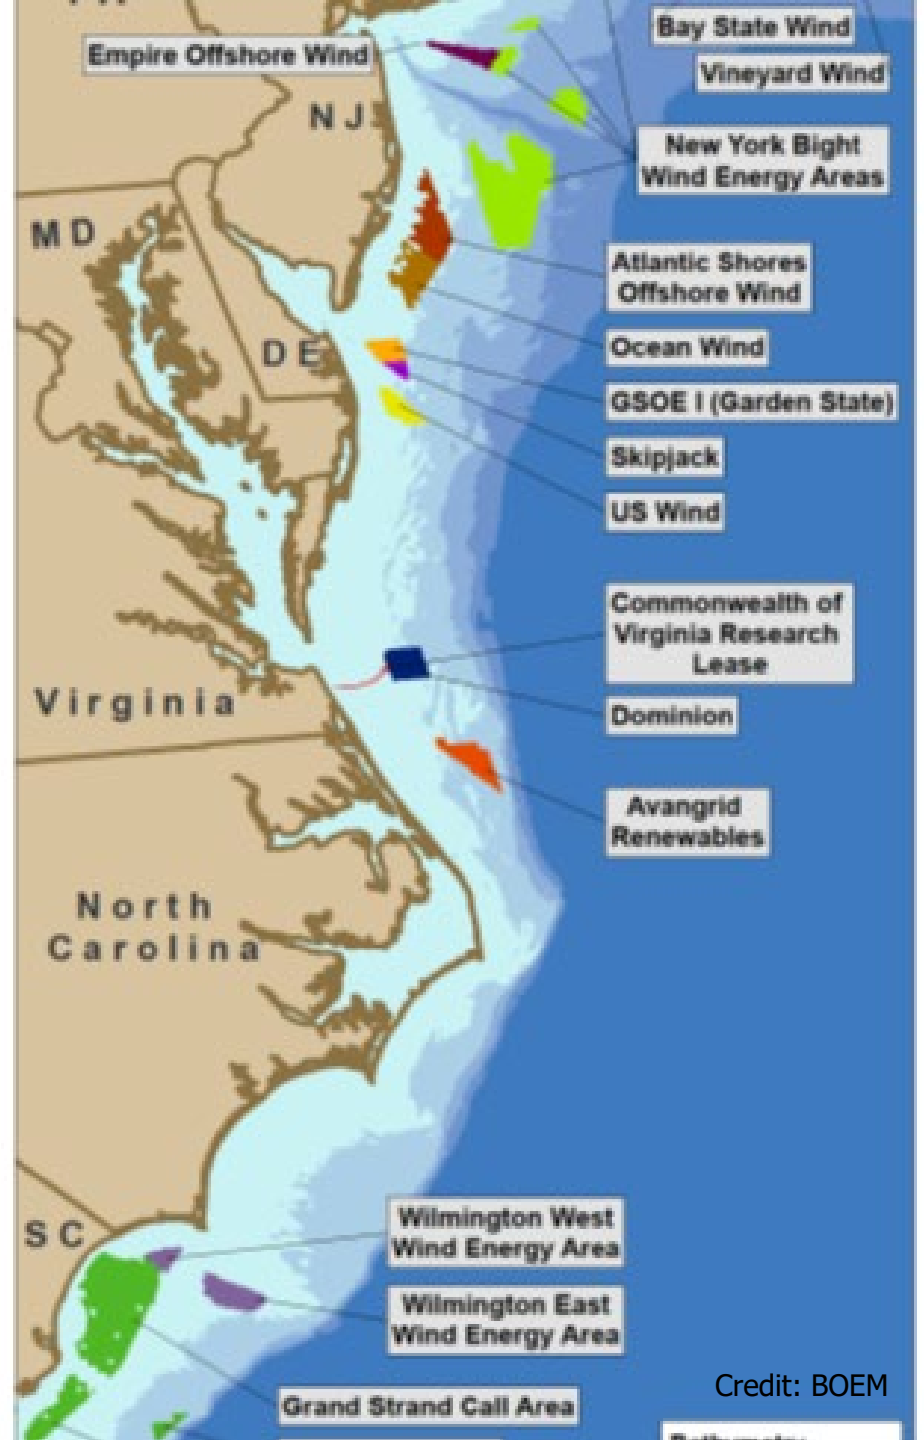 Bay State Wind
Empire Offshore Wind
Vineyard Wind
NJ
New York Bight
Wind Energy Areas
MD
Atlantic Shores
Offshore Wind
Ocean Wind
DE
GSOE I (Garden State)
Skipjack
US Wind
Commonwealth of
Virginia Research
Lease
Virginia
Dominion
Avangrid
Renewables
North
Carolina
Wilmington West
Wind Energy Area
SC
Wilmington East
Wind Energy Area
Credit: BOEM
Grand Strand Call Area